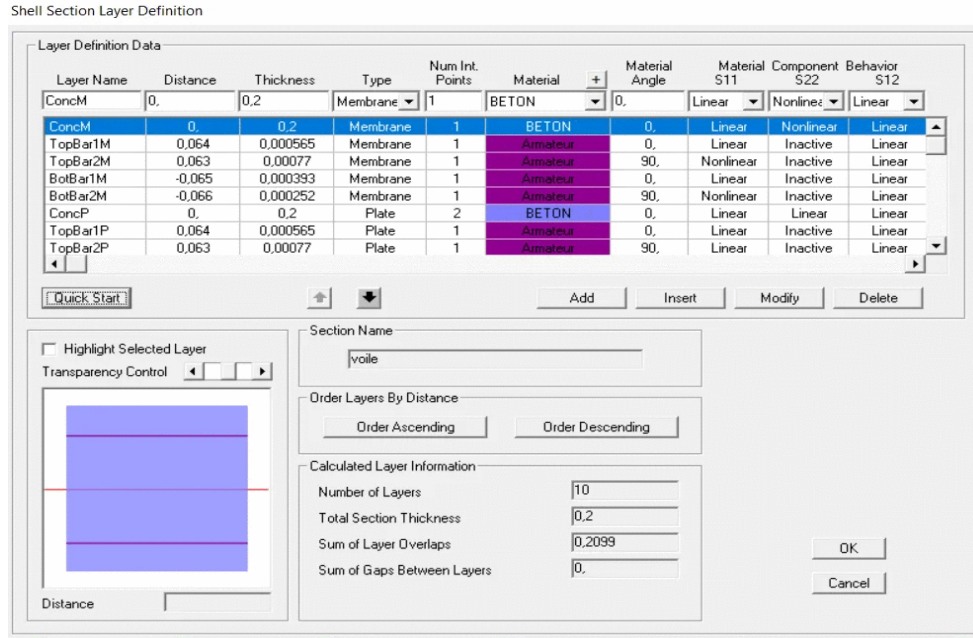 Shell Section Layer Definition
Layer Definition Data
Layer Name Distance Thickness Type Num Int. Points Material + Material Angle Material Component Behavior S11 S22 S12
ConcM 0, 0,2 Membrane 1 BETON 0, Linear Nonlinea Linear
ConcM 0, 0,2 Membrane 1 BETON 0, Linear Nonlinear Linear
TopBar1M 0,064 0,000565 Membrane 1 Armateur 0, Linear Inactive Linear
TopBar2M 0,063 0,00077 Membrane 1 Armateur 90, Nonlinear Inactive Linear
BotBar1M -0,065 0,000393 Membrane 1 Armateur 0, Linear Inactive Linear
BotBar2M -0,066 0,000252 Membrane 1 Armateur 90, Nonlinear Inactive Linear
ConcP 0, 0,2 Plate 2 BETON 0, Linear Linear Linear
TopBar1P 0,064 0,000565 Plate 1 Armateur 0, Linear Inactive Linear
TopBar2P 0,063 0,00077 Plate 1 Armateur 90, Linear Inactive Linear
Quick Start Add Insert Modify Delete
Highlight Selected Layer
Transparency Control
Distance
Section Name
voile
Order Layers By Distance
Order Ascending Order Descending
Calculated Layer Information
Number of Layers 10
Total Section Thickness 0,2
Sum of Layer Overlaps 0,2099
Sum of Gaps Between Layers 0,
OK
Cancel